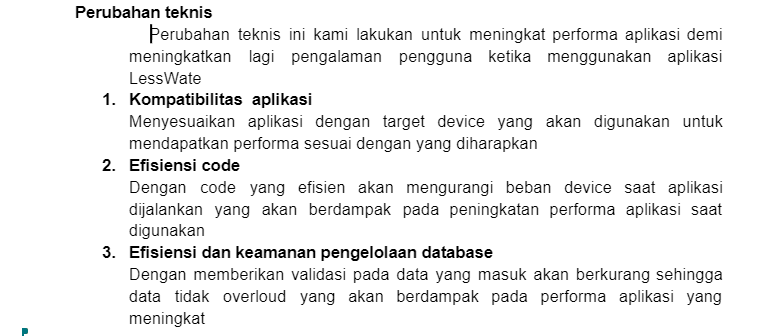 Perubahan teknis
Perubahan teknis ini kami lakukan untuk meningkat performa aplikasi demi
meningkatkan lagi pengalaman pengguna ketika menggunakan aplikasi
LessWate
1. Kompatibilitas aplikasi
Menyesuaikan aplikasi dengan target device yang akan digunakan untuk
mendapatkan performa sesuai dengan yang diharapkan
2. Efisiensi code
Dengan code yang efisien akan mengurangi beban device saat aplikasi
dijalankan yang akan berdampak pada peningkatan performa aplikasi saat
digunakan
3. Efisiensi dan keamanan pengelolaan database
Dengan memberikan validasi pada data yang masuk akan berkurang sehingga
data tidak overloud yang akan berdampak pada performa aplikasi yang
meningkat